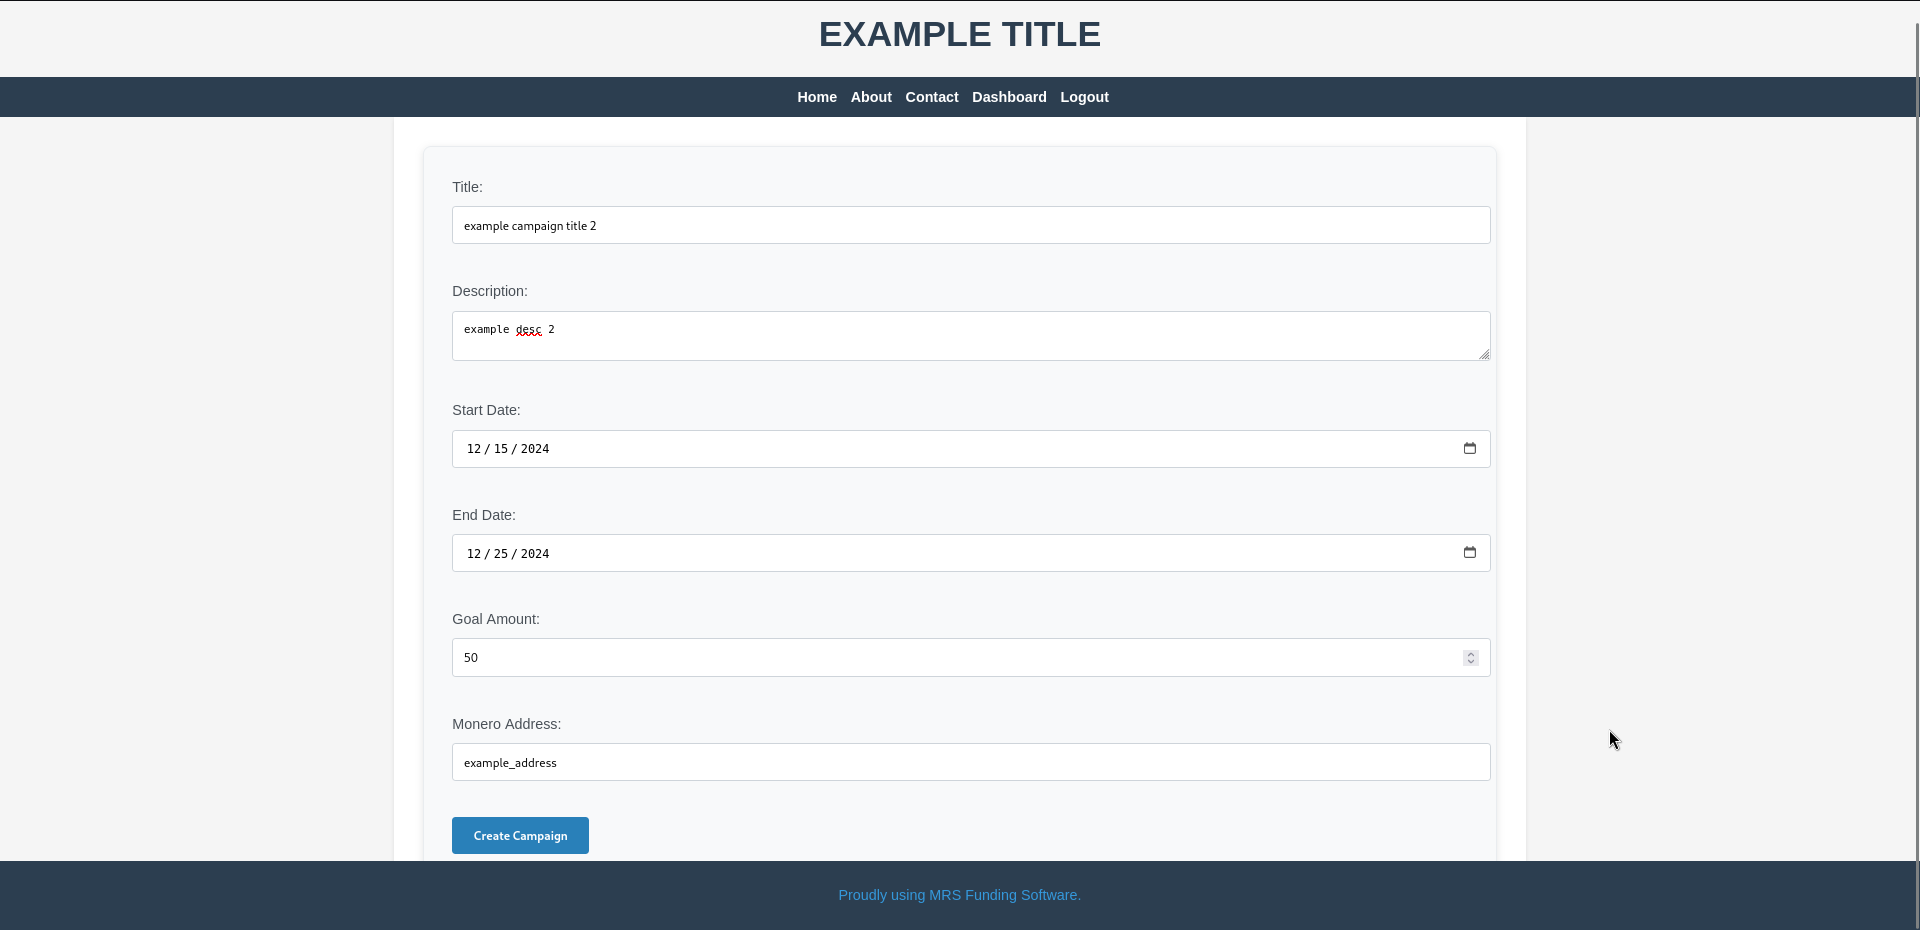 EXAMPLE TITLE
Home About Contact Dashboard Logout
Title:
example campaign title 2
Description:
example desc 2
Start Date:
12 / 15 / 2024
End Date:
12 / 25 / 2024
Goal Amount:
50
Monero Address:
example_address
Create Campaign
Proudly using MRS Funding Software.